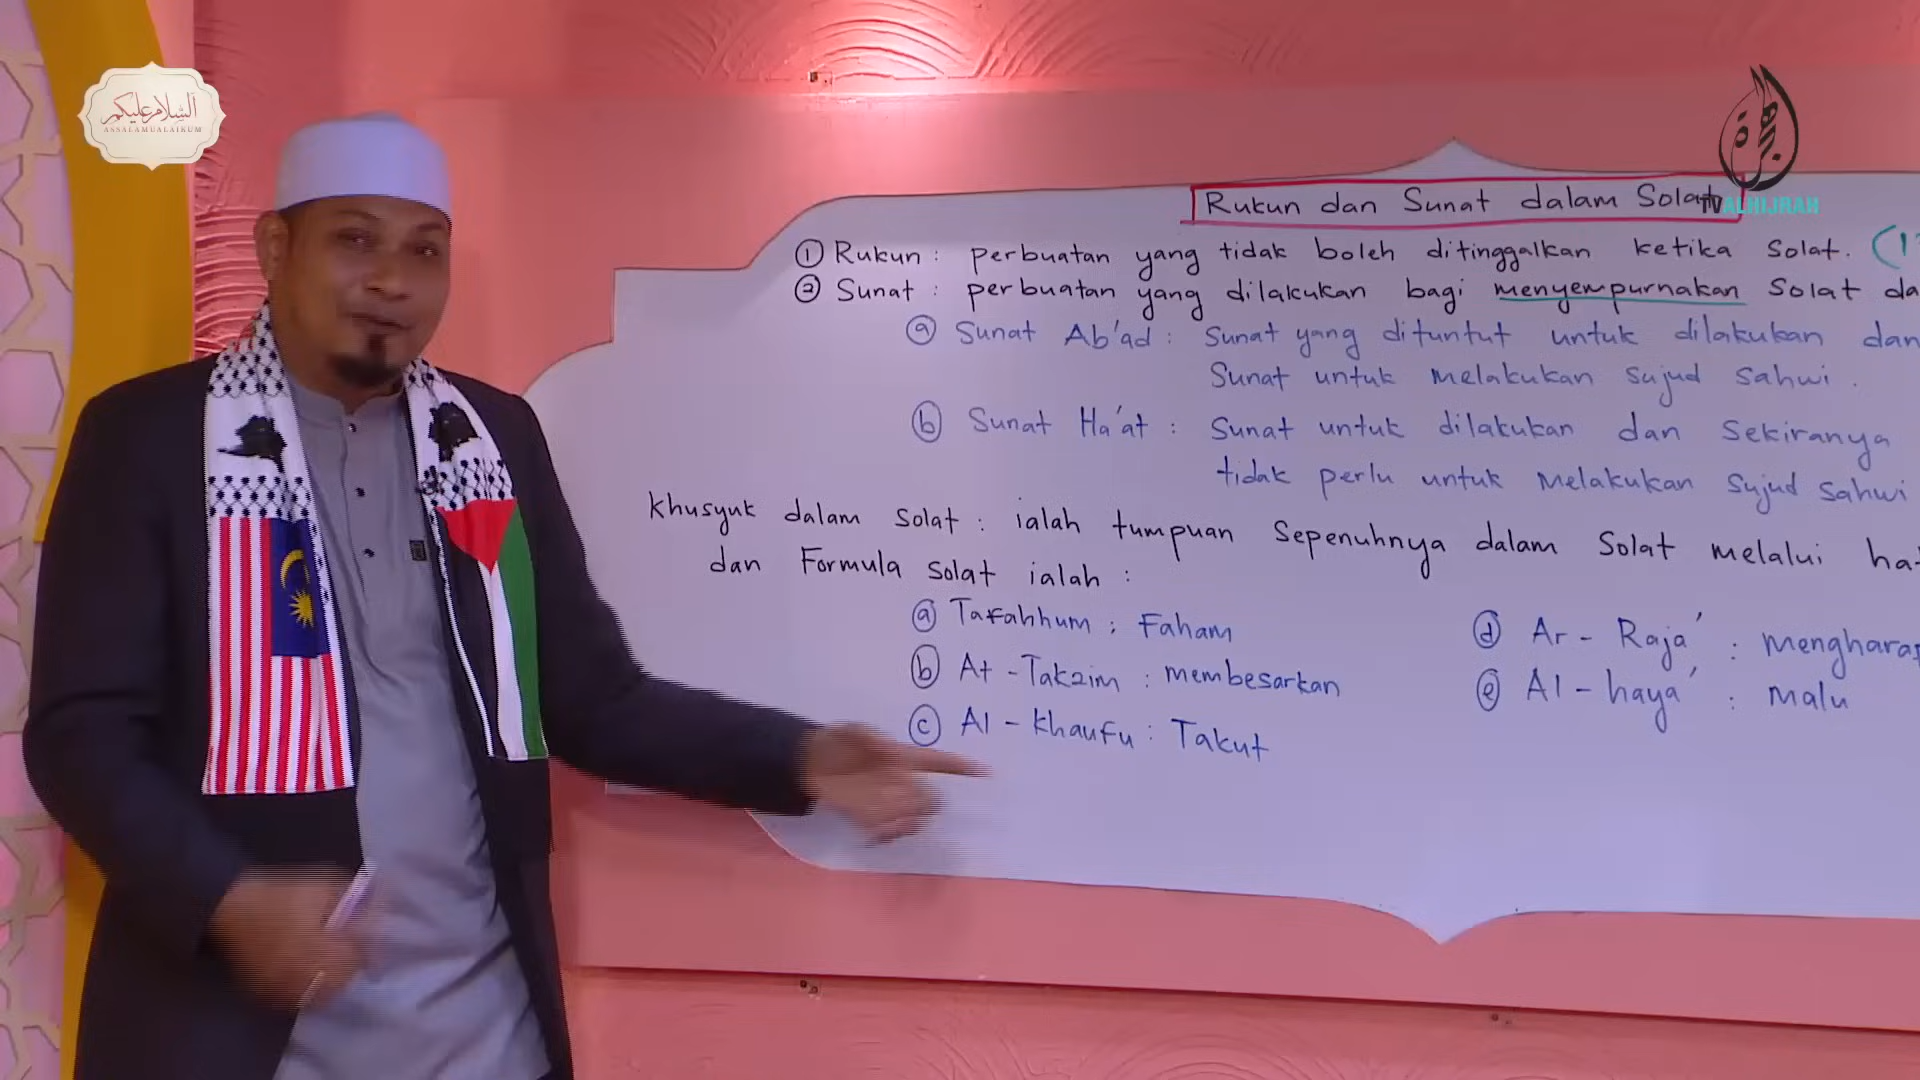 السلام عليكم
ASSALAMUALAIKUM
TV ALHIJRAH
Rukun dan Sunat dalam Solat
① Rukun : perbuatan yang tidak boleh ditinggalkan ketika solat. (1
② Sunat : perbuatan yang dilakukan bagi menyempurnakan Solat da
ⓐ Sunat Ab'ad : Sunat yang dituntut untuk dilakukan dan
Sunat untuk melakukan sujud sahwi .
ⓑ Sunat Ha'at : Sunat untuk dilakukan dan Sekiranya
tidak perlu untuk melakukan sujud sahwi
Khusyuk dalam solat : ialah tumpuan Sepenuhnya dalam Solat melalui ha
dan Formula solat ialah :
ⓐ Tafahhum : Faham
ⓑ At - Takzim : membesarkan
ⓒ Al - Khaufu : Takut
ⓓ Ar - Raja' : mengharap
ⓔ Al - haya' : malu